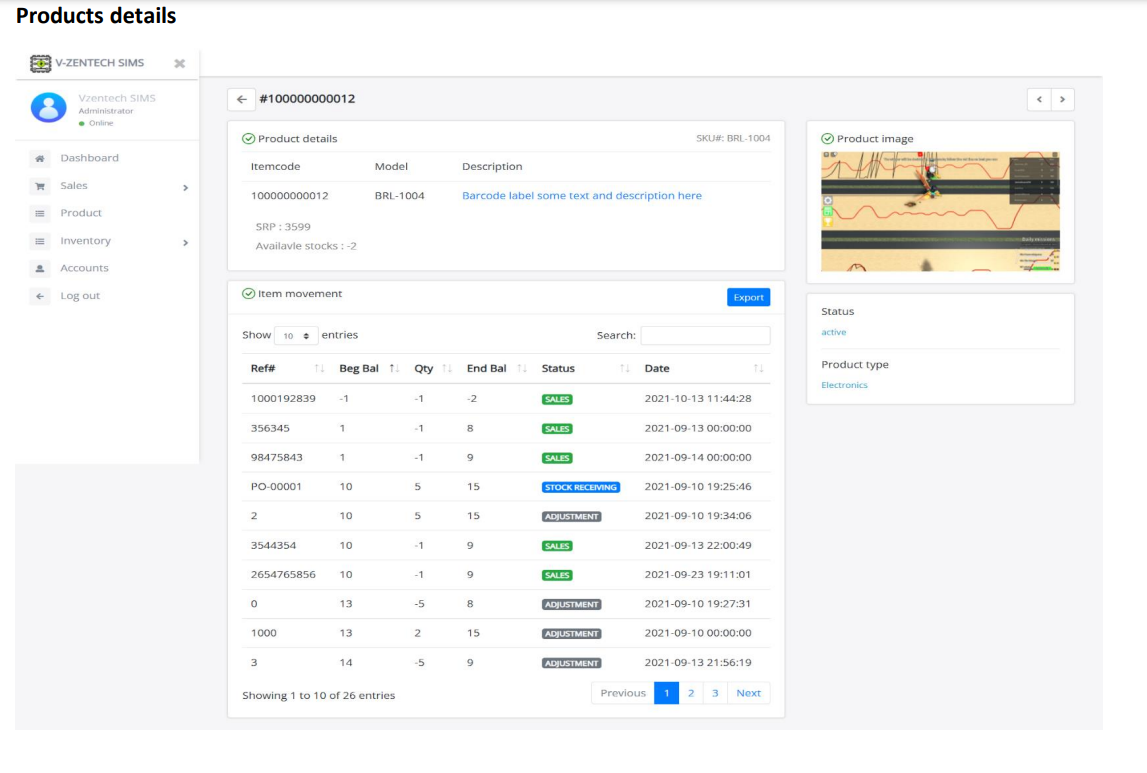 Products details
V-ZENTECH SIMS
Vzentech SIMS
Administrator
Online
Dashboard
Sales
Product
Inventory
Accounts
Log out
#100000000012
Product details SKU#: BRL-1004
Itemcode Model Description
100000000012 BRL-1004 Barcode label some text and description here
SRP : 3599
Availavle stocks : -2
Item movement Export
Show 10 entries Search:
Ref# Beg Bal Qty End Bal Status Date
1000192839 -1 -1 -2 SALES 2021-10-13 11:44:28
356345 1 -1 8 SALES 2021-09-13 00:00:00
98475843 1 -1 9 SALES 2021-09-14 00:00:00
PO-00001 10 5 15 STOCK RECEIVING 2021-09-10 19:25:46
2 10 5 15 ADJUSTMENT 2021-09-10 19:34:06
3544354 10 -1 9 SALES 2021-09-13 22:00:49
2654765856 10 -1 9 SALES 2021-09-23 19:11:01
0 13 -5 8 ADJUSTMENT 2021-09-10 19:27:31
1000 13 2 15 ADJUSTMENT 2021-09-10 00:00:00
3 14 -5 9 ADJUSTMENT 2021-09-13 21:56:19
Showing 1 to 10 of 26 entries Previous 1 2 3 Next
Product image
Status
active
Product type
Electronics